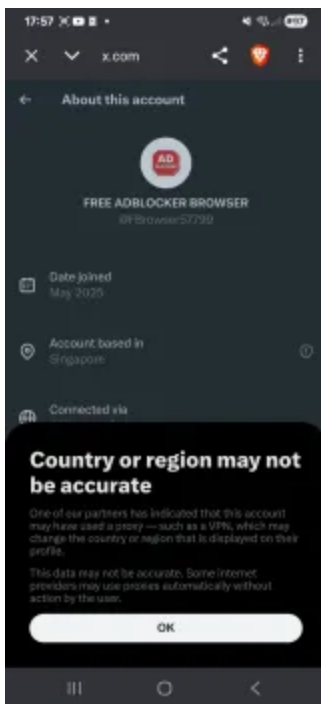 17:57
x.com
About this account
AD
FREE ADBLOCKER BROWSER
@FBrowser57799
Date joined
May 2025
Account based in
Singapore
Connected via
Country or region may not
be accurate
One of our partners has indicated that this account
may have used a proxy — such as a VPN, which may
change the country or region that is displayed on their
profile.
This data may not be accurate. Some internet
providers may use proxies automatically without
action by the user.
OK